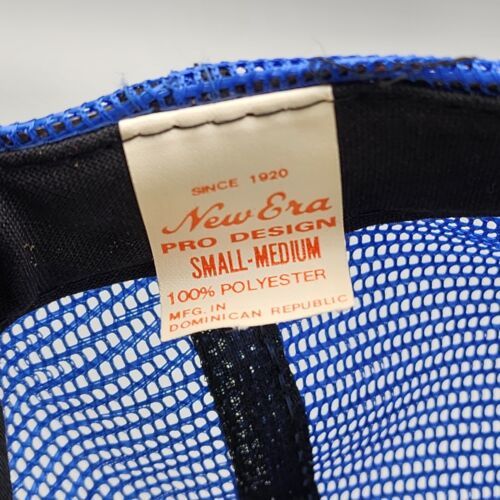 SINCE 1920
New Era
PRO DESIGN
SMALL-MEDIUM
100% POLYESTER
MFG. IN
DOMINICAN REPUBLIC